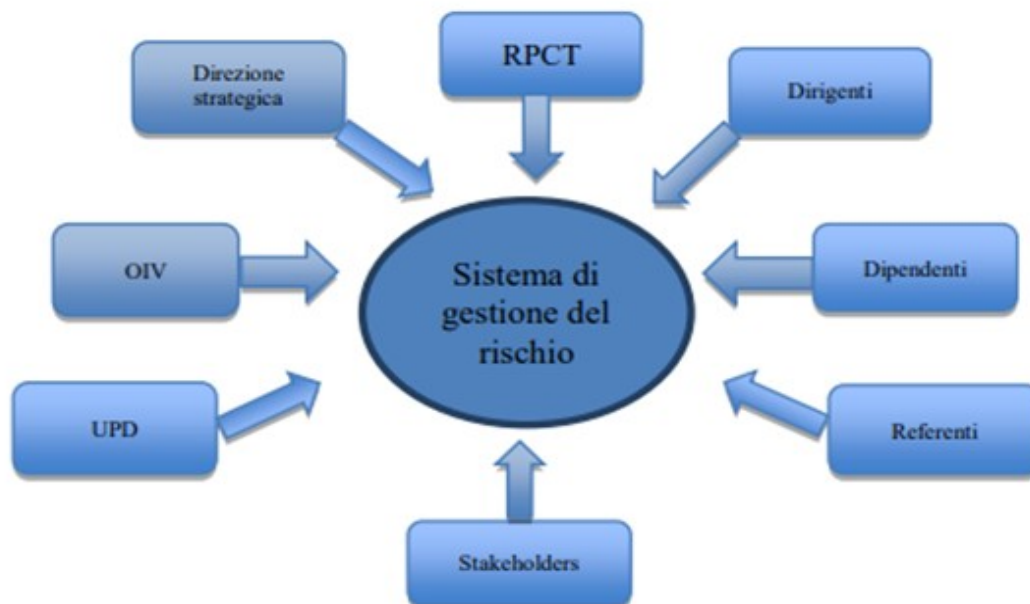 RPCT
Direzione
strategica
Dirigenti
OIV
Sistema di
gestione del
rischio
Dipendenti
UPD
Referenti
Stakeholders